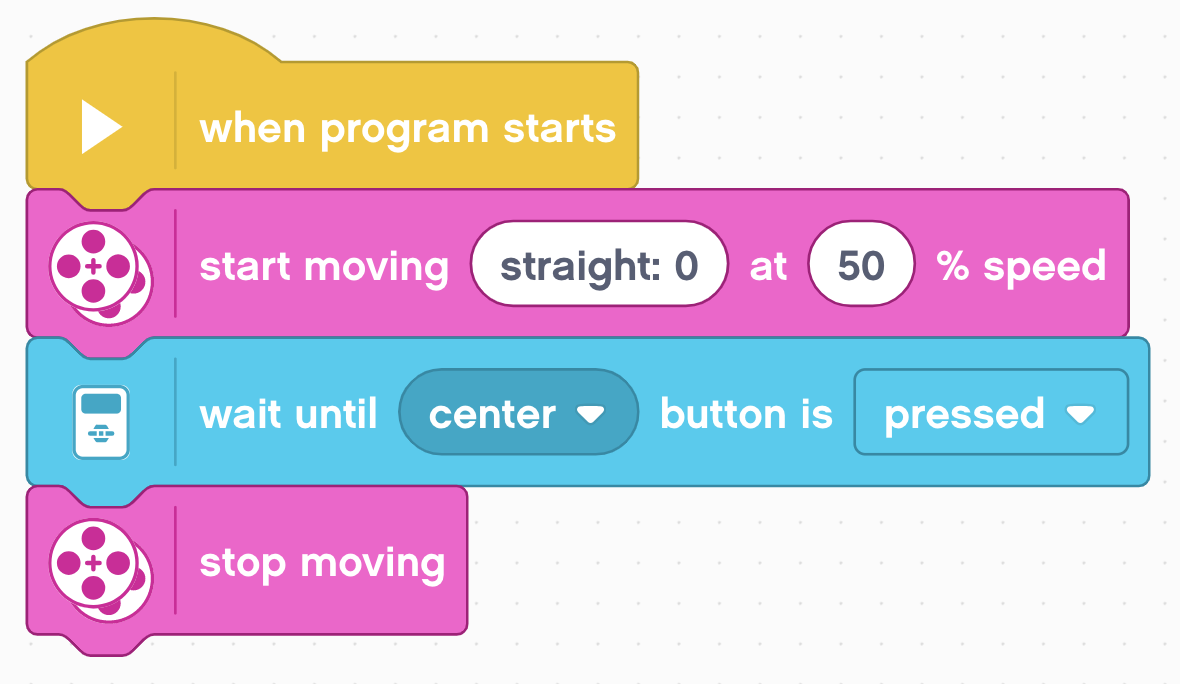 when program starts
start moving straight: 0 at 50 % speed
wait until center button is pressed
stop moving